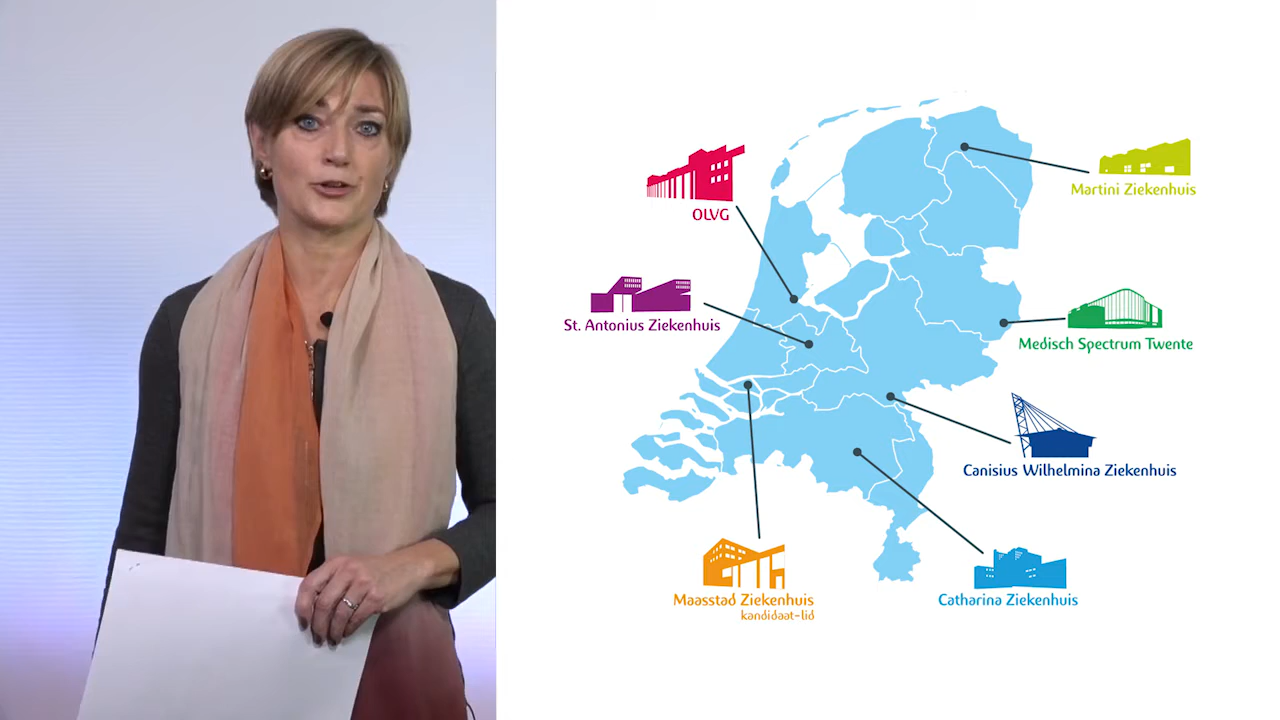 OLVG
Martini Ziekenhuis
St. Antonius Ziekenhuis
Medisch Spectrum Twente
Canisius Wilhelmina Ziekenhuis
Maasstad Ziekenhuis
kandidaat-lid
Catharina Ziekenhuis